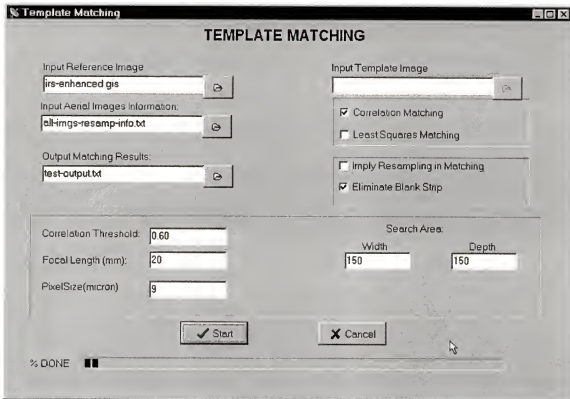 % Template Matching
TEMPLATE MATCHING
Input Reference Image
irs-enhanced.gis
Input Aerial Images Information:
all-imgs-resamp-info.txt
Output Matching Results:
test-output.txt
Input Template Image
Correlation Matching
Least Squares Matching
Imply Resampling in Matching
Eliminate Blank Strip
Correlation Threshold: 0.60
Focal Length (mm): 20
PixelSize(micron) 9
Search Area:
Width Depth
150 150
Start Cancel
% DONE